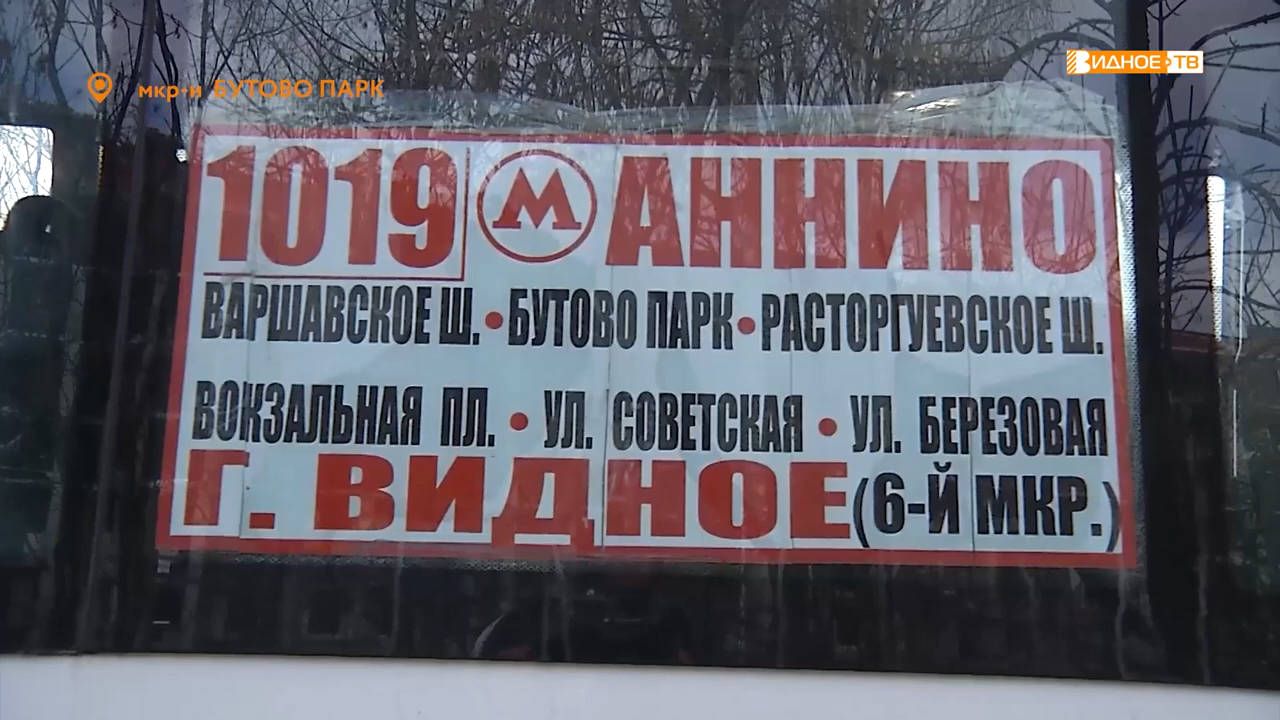 мкр-н БУТОВО ПАРК
ВИДНОЕ ТВ
1019 М АННИНО
ВАРШАВСКОЕ Ш. • БУТОВО ПАРК • РАСТОРГУЕВСКОЕ Ш.
ВОКЗАЛЬНАЯ ПЛ. • УЛ. СОВЕТСКАЯ • УЛ. БЕРЕЗОВАЯ
Г. ВИДНОЕ (6-Й МКР.)